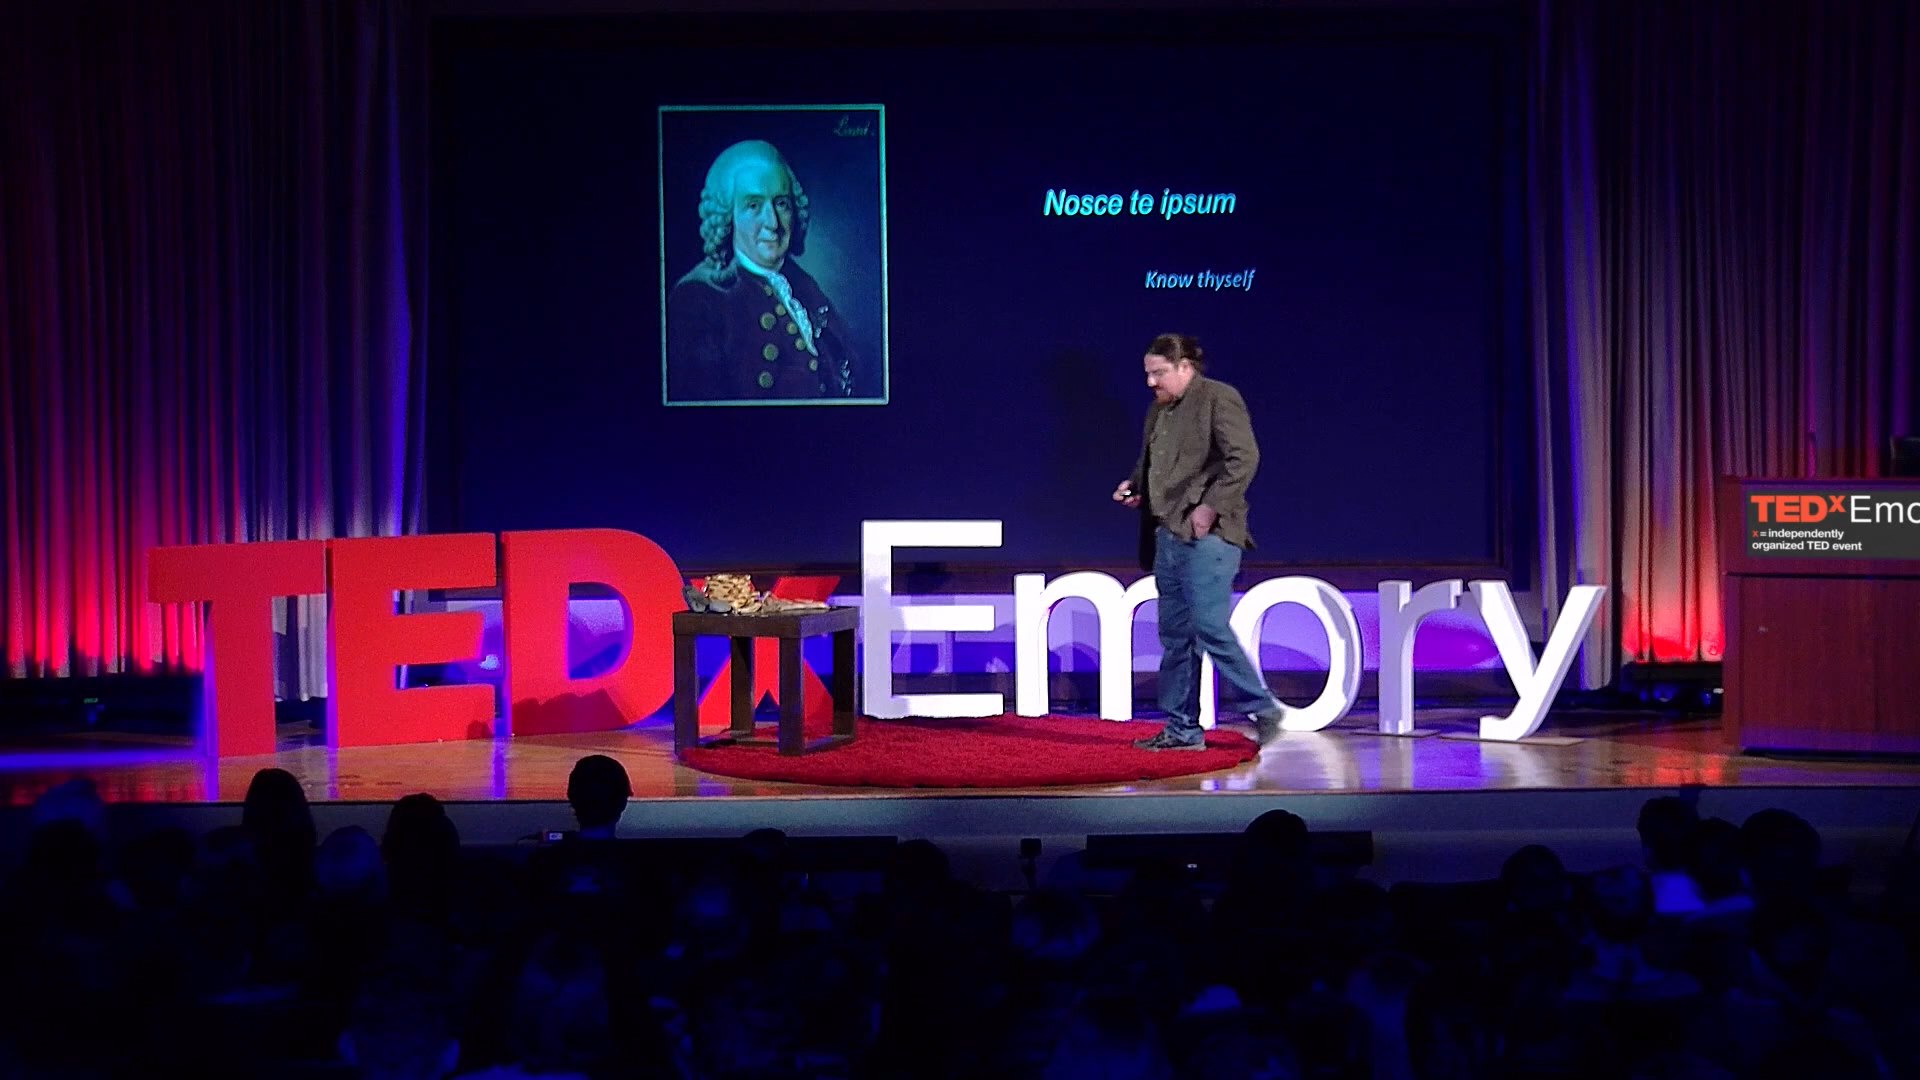 Nosce te ipsum
Know thyself
TEDxEmory
TEDxEmo
x = independently
organized TED event